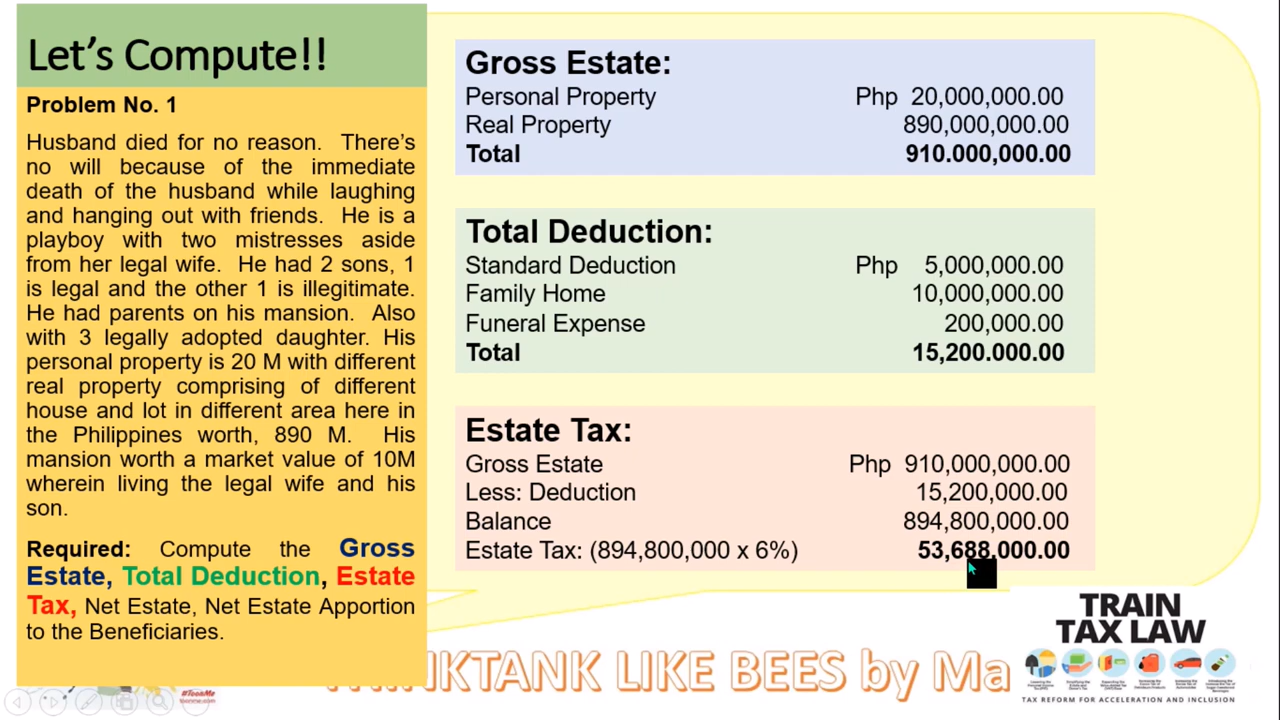 Let's Compute!!
Problem No. 1
Husband died for no reason. There's
no will because of the immediate
death of the husband while laughing
and hanging out with friends. He is a
playboy with two mistresses aside
from her legal wife. He had 2 sons, 1
is legal and the other 1 is illegitimate.
He had parents on his mansion. Also
with 3 legally adopted daughter. His
personal property is 20 M with different
real property comprising of different
house and lot in different area here in
the Philippines worth, 890 M. His
mansion worth a market value of 10M
wherein living the legal wife and his
son.
Required: Compute the Gross
Estate, Total Deduction, Estate
Tax, Net Estate, Net Estate Apportion
to the Beneficiaries.
Gross Estate:
Personal Property Php 20,000,000.00
Real Property 890,000,000.00
Total 910.000,000.00
Total Deduction:
Standard Deduction Php 5,000,000.00
Family Home 10,000,000.00
Funeral Expense 200,000.00
Total 15,200.000.00
Estate Tax:
Gross Estate Php 910,000,000.00
Less: Deduction 15,200,000.00
Balance 894,800,000.00
Estate Tax: (894,800,000 x 6%) 53,688,000.00
LIKE BEES by Ma
TRAIN
TAX LAW
TAX REFORM FOR ACCELERATION AND INCLUSION